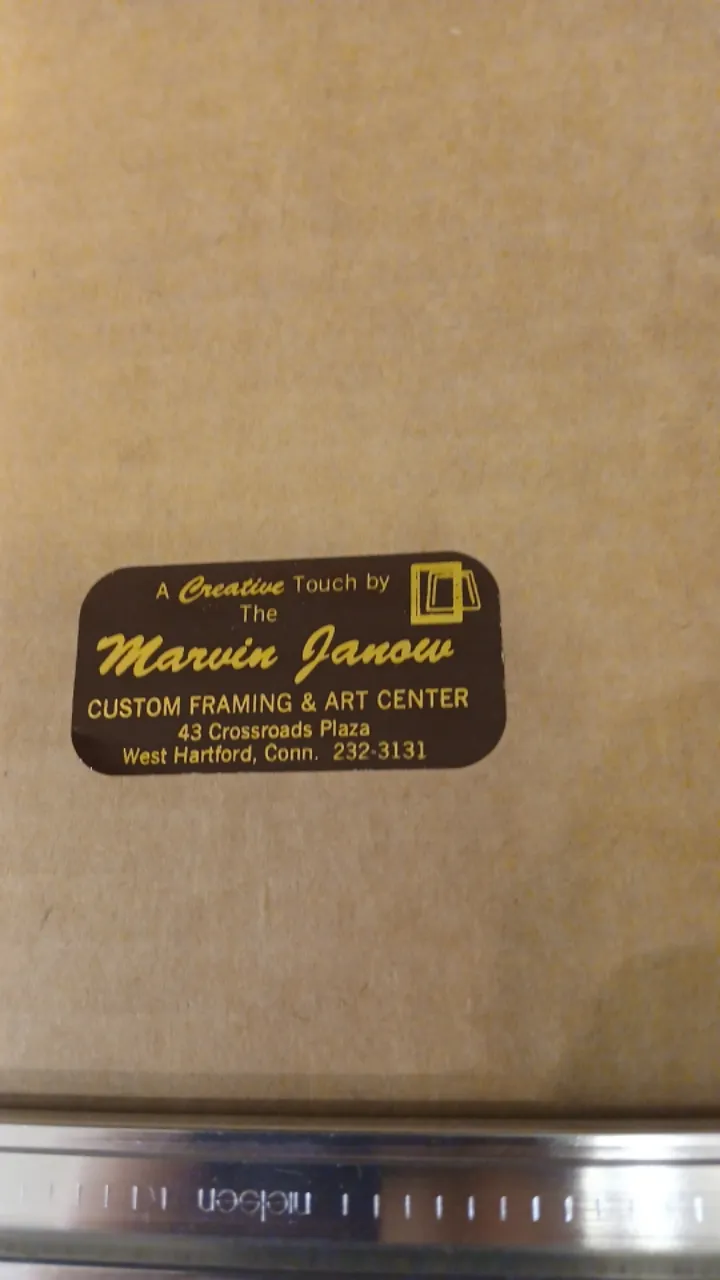 A Creative Touch by
The
Marvin Janow
CUSTOM FRAMING & ART CENTER
43 Crossroads Plaza
West Hartford, Conn. 232-3131
nielsen